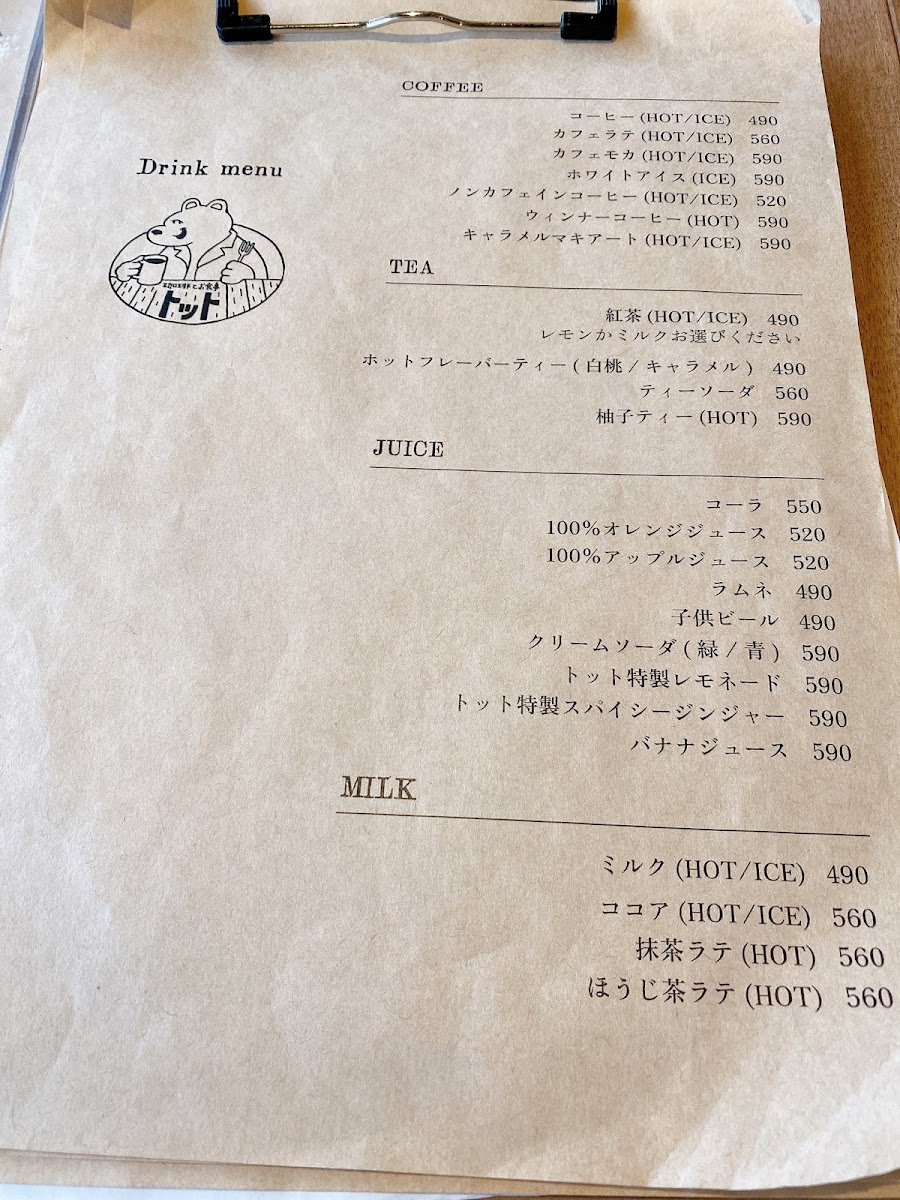 Drink menu
トット
COFFEE
コーヒー(HOT/ICE) 490
カフェラテ(HOT/ICE) 560
カフェモカ(HOT/ICE) 590
ホワイトアイス(ICE) 590
ノンカフェインコーヒー(HOT/ICE) 520
ウィンナーコーヒー(HOT) 590
キャラメルマキアート(HOT/ICE) 590
TEA
紅茶(HOT/ICE) 490
レモンかミルクお選びください
ホットフレーバーティー(白桃/キャラメル) 490
ティーソーダ 560
柚子ティー(HOT) 590
JUICE
コーラ 550
100%オレンジジュース 520
100%アップルジュース 520
ラムネ 490
子供ビール 490
クリームソーダ(緑/青) 590
トット特製レモネード 590
トット特製スパイシージンジャー 590
バナナジュース 590
MILK
ミルク(HOT/ICE) 490
ココア(HOT/ICE) 560
抹茶ラテ(HOT) 560
ほうじ茶ラテ(HOT) 560